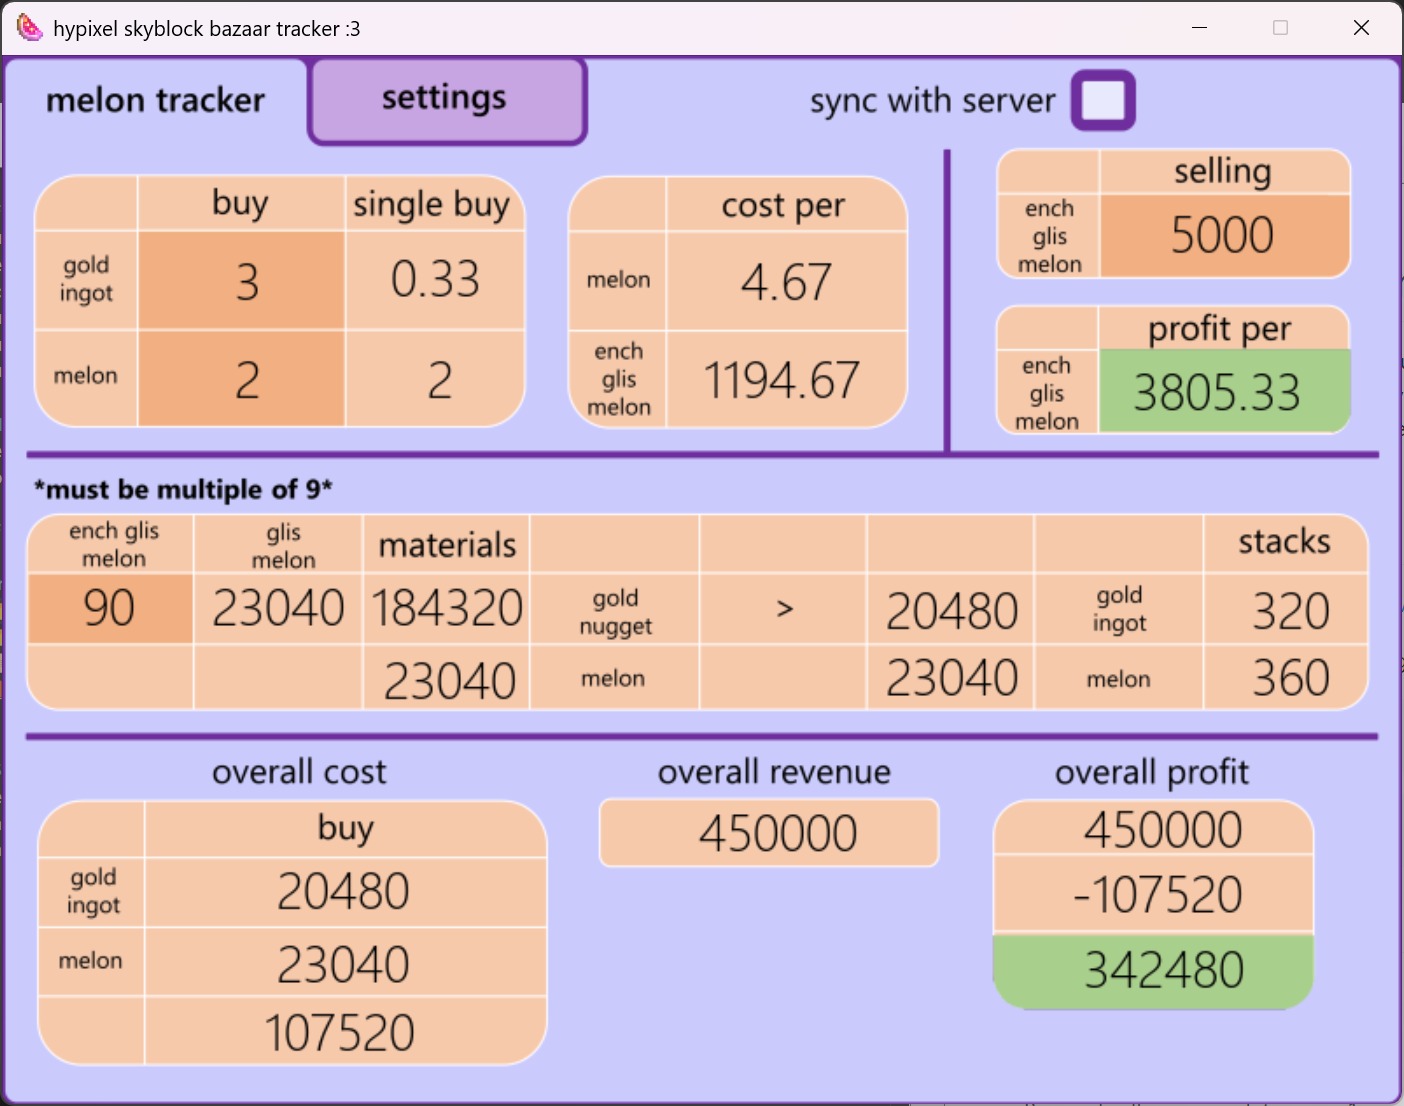 hypixel skyblock bazaar tracker :3
melon tracker
settings
sync with server
buy
single buy
gold
ingot
3
0.33
melon
2
2
cost per
melon
4.67
ench
glis
melon
1194.67
selling
ench
glis
melon
5000
profit per
ench
glis
melon
3805.33
*must be multiple of 9*
ench glis
melon
glis
melon
materials
stacks
90
23040
184320
gold
nugget
>
20480
gold
ingot
320
23040
melon
23040
melon
360
overall cost
buy
gold
ingot
20480
melon
23040
107520
overall revenue
450000
overall profit
450000
-107520
342480